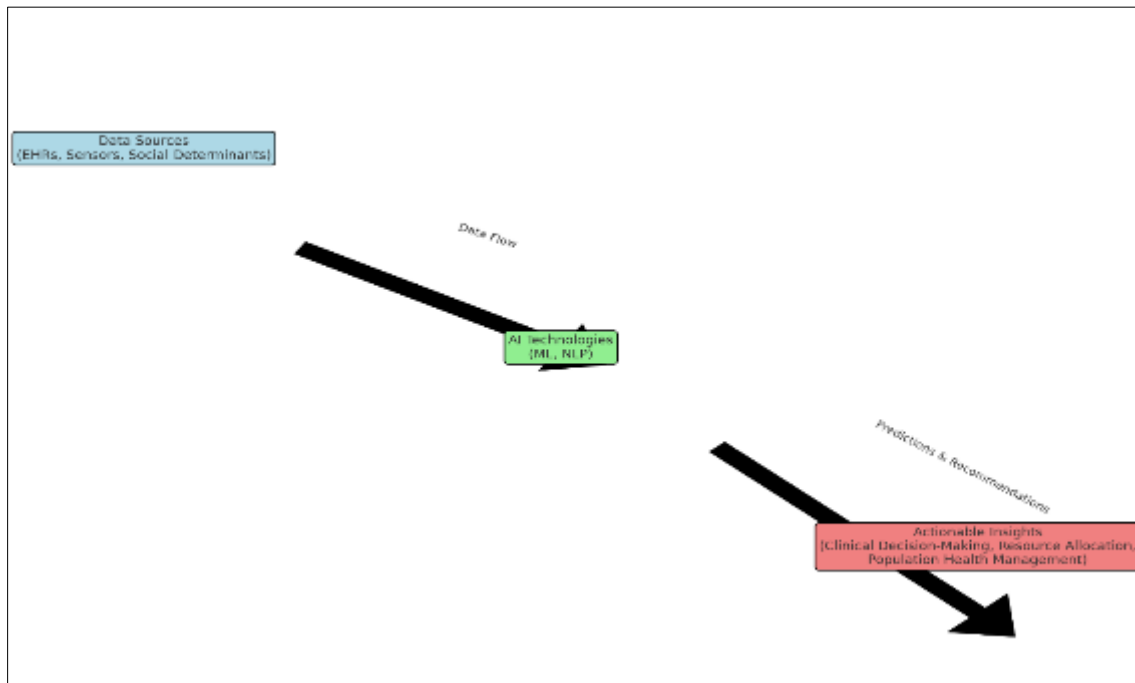 Data Sources
(EHRs, Sensors, Social Determinants)
Data Flow
AI Technologies
(ML, NLP)
Predictions & Recommendations
Actionable Insights
(Clinical Decision-Making, Resource Allocation,
Population Health Management)